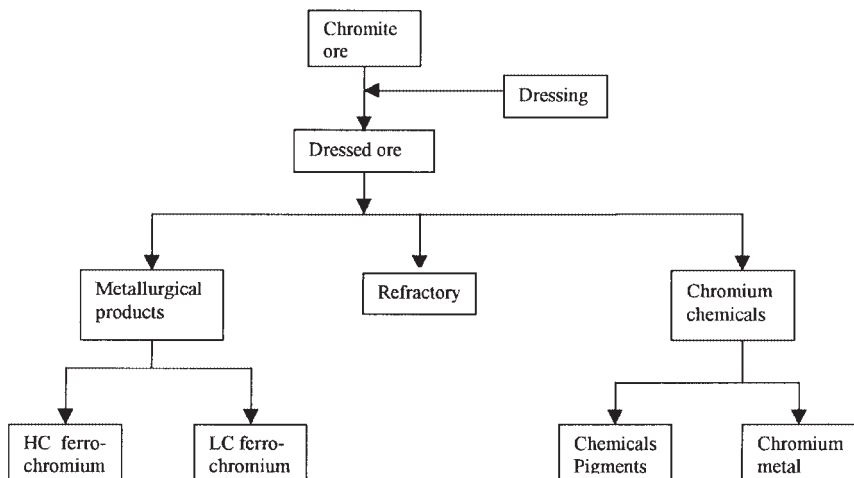 Chromite
ore
Dressing
Dressed ore
Metallurgical
products
Refractory
Chromium
chemicals
HC ferro-
chromium
LC ferro-
chromium
Chemicals
Pigments
Chromium
metal